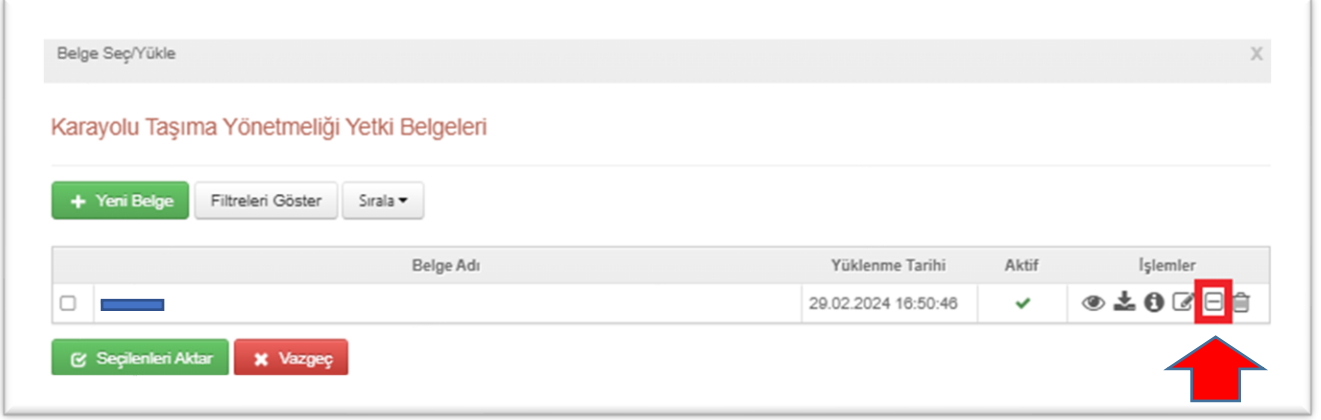 Belge Seç/Yükle X
Karayolu Taşıma Yönetmeliği Yetki Belgeleri
+ Yeni Belge Filtreleri Göster Sırala
Belge Adı Yüklenme Tarihi Aktif İşlemler
29.02.2024 16:50:46
Seçilenleri Aktar Vazgeç